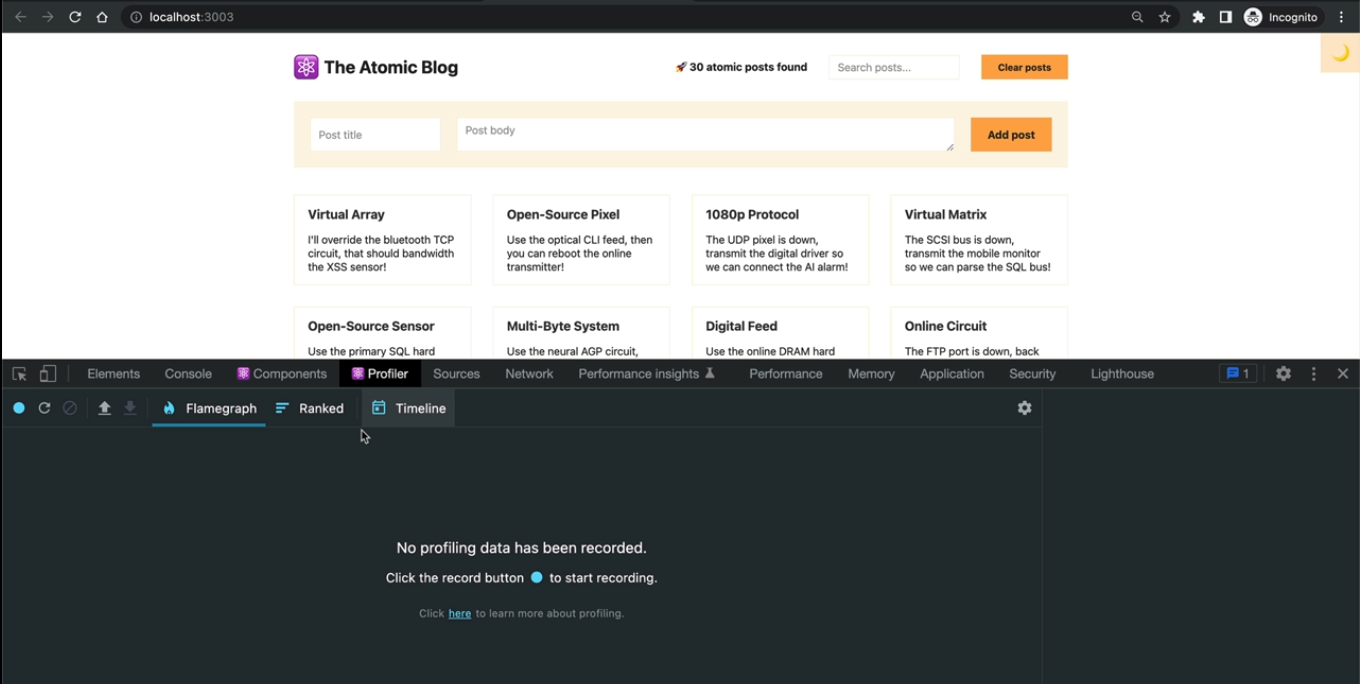 localhost:3003
Incognito
The Atomic Blog
30 atomic posts found
Search posts...
Clear posts
Post title
Post body
Add post
Virtual Array
I'll override the bluetooth TCP
circuit, that should bandwidth
the XSS sensor!
Open-Source Pixel
Use the optical CLI feed, then
you can reboot the online
transmitter!
1080p Protocol
The UDP pixel is down,
transmit the digital driver so
we can connect the AI alarm!
Virtual Matrix
The SCSI bus is down,
transmit the mobile monitor
so we can parse the SQL bus!
Open-Source Sensor
Use the primary SQL hard
Multi-Byte System
Use the neural AGP circuit,
Digital Feed
Use the online DRAM hard
Online Circuit
The FTP port is down, back
Elements Console Components Profiler Sources Network Performance insights Performance Memory Application Security Lighthouse 1
Flamegraph Ranked Timeline
No profiling data has been recorded.
Click the record button to start recording.
Click here to learn more about profiling.